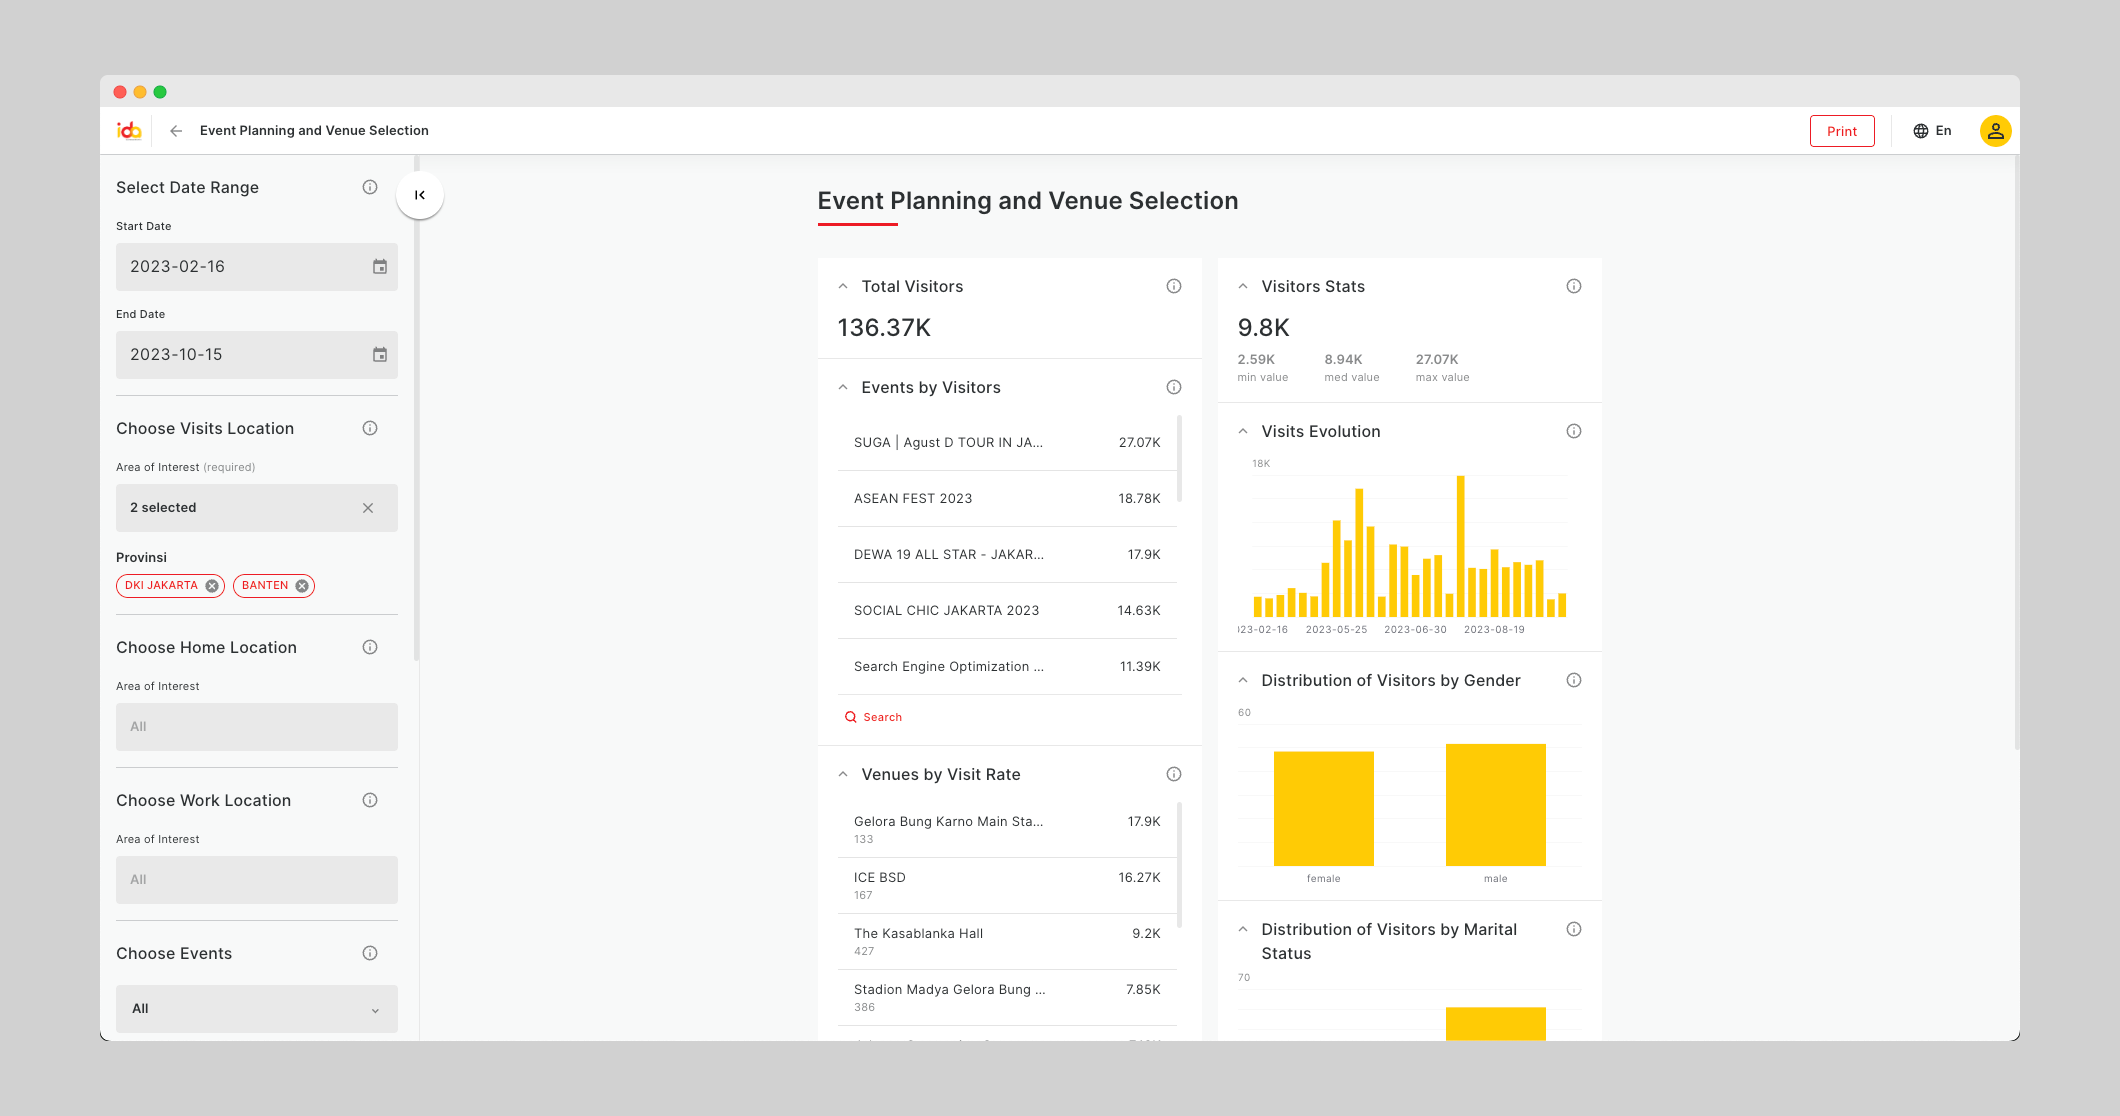 ido
Event Planning and Venue Selection
Print
En
Select Date Range
Start Date
2023-02-16
End Date
2023-10-15
Choose Visits Location
Area of Interest (required)
2 selected
Provinsi
DKI JAKARTA
BANTEN
Choose Home Location
Area of Interest
All
Choose Work Location
Area of Interest
All
Choose Events
All
Event Planning and Venue Selection
Total Visitors
136.37K
Events by Visitors
SUGA | Agust D TOUR IN JA... 27.07K
ASEAN FEST 2023 18.78K
DEWA 19 ALL STAR - JAKAR... 17.9K
SOCIAL CHIC JAKARTA 2023 14.63K
Search Engine Optimization ... 11.39K
Search
Venues by Visit Rate
Gelora Bung Karno Main Sta... 17.9K
133
ICE BSD 16.27K
167
The Kasablanka Hall 9.2K
427
Stadion Madya Gelora Bung ... 7.85K
386
Visitors Stats
9.8K
2.59K 8.94K 27.07K
min value med value max value
Visits Evolution
18K
23-02-16 2023-05-25 2023-06-30 2023-08-19
Distribution of Visitors by Gender
60
female male
Distribution of Visitors by Marital
Status
70